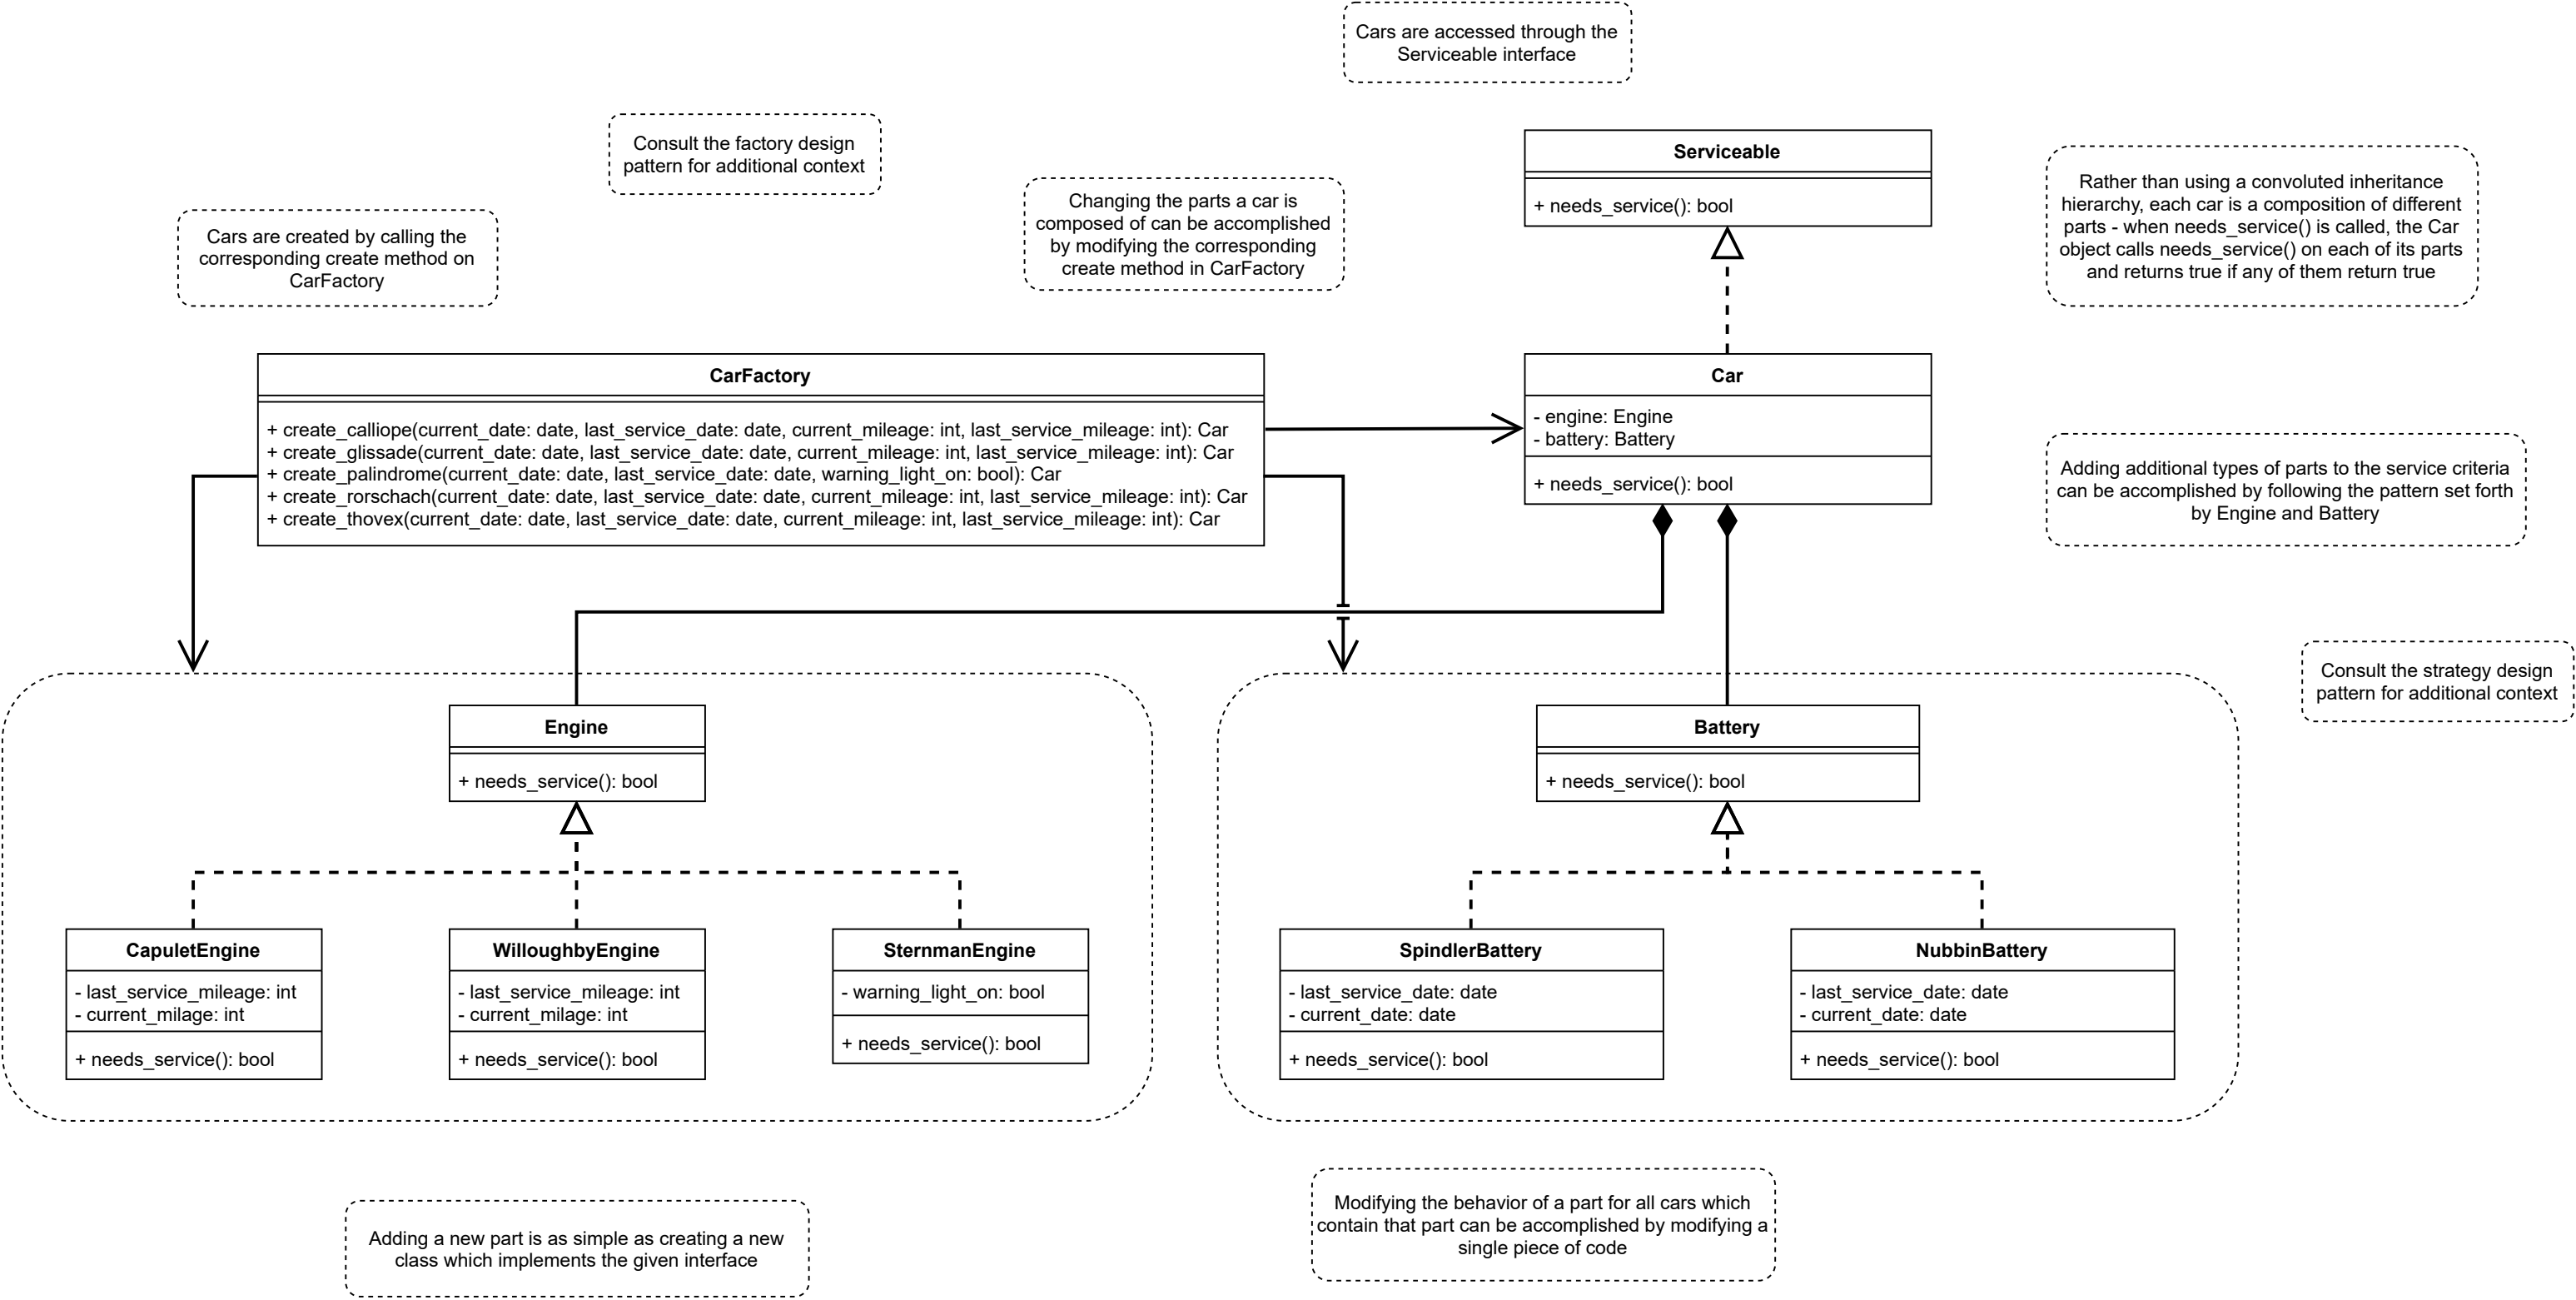 Cars are accessed through the
Serviceable interface
Consult the factory design
pattern for additional context
Serviceable
+ needs_service(): bool
Rather than using a convoluted inheritance
hierarchy, each car is a composition of different
parts - when needs_service() is called, the Car
object calls needs_service() on each of its parts
and returns true if any of them return true
Changing the parts a car is
composed of can be accomplished
by modifying the corresponding
create method in CarFactory
Cars are created by calling the
corresponding create method on
CarFactory
CarFactory
+ create_calliope(current_date: date, last_service_date: date, current_mileage: int, last_service_mileage: int): Car
+ create_glissade(current_date: date, last_service_date: date, current_mileage: int, last_service_mileage: int): Car
+ create_palindrome(current_date: date, last_service_date: date, warning_light_on: bool): Car
+ create_rorschach(current_date: date, last_service_date: date, current_mileage: int, last_service_mileage: int): Car
+ create_thovex(current_date: date, last_service_date: date, current_mileage: int, last_service_mileage: int): Car
Car
- engine: Engine
- battery: Battery
+ needs_service(): bool
Adding additional types of parts to the service criteria
can be accomplished by following the pattern set forth
by Engine and Battery
Consult the strategy design
pattern for additional context
Engine
+ needs_service(): bool
Battery
+ needs_service(): bool
CapuletEngine
- last_service_mileage: int
- current_milage: int
+ needs_service(): bool
WilloughbyEngine
- last_service_mileage: int
- current_milage: int
+ needs_service(): bool
SternmanEngine
- warning_light_on: bool
+ needs_service(): bool
SpindlerBattery
- last_service_date: date
- current_date: date
+ needs_service(): bool
NubbinBattery
- last_service_date: date
- current_date: date
+ needs_service(): bool
Adding a new part is as simple as creating a new
class which implements the given interface
Modifying the behavior of a part for all cars which
contain that part can be accomplished by modifying a
single piece of code